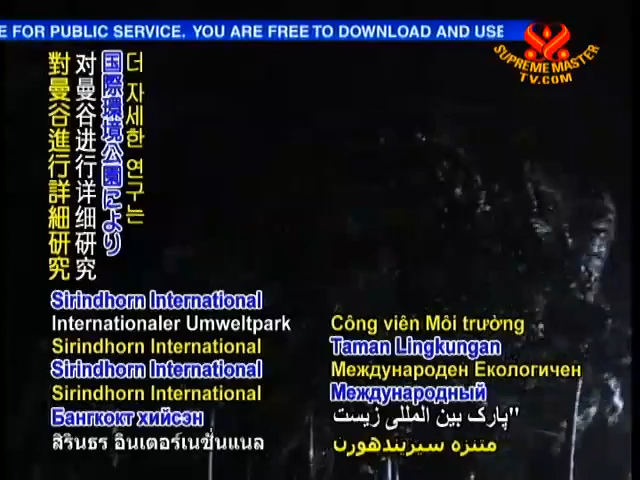 E FOR PUBLIC SERVICE. YOU ARE FREE TO DOWNLOAD AND USE
SUPREME MASTER
TV.COM
對曼谷進行詳細研究
对曼谷进行详细研究
国際環境公園により
더 자세한 연구는
Sirindhorn International
Internationaler Umweltpark
Sirindhorn International
Sirindhorn International
Sirindhorn International
Бангкокт хийсэн
สิรินธร อินเตอร์เนชั่นแนล
Công viên Môi trường
Taman Lingkungan
Международен Екологичен
Международный
"پارک بین المللی زیست
متنزه سيريندهورن